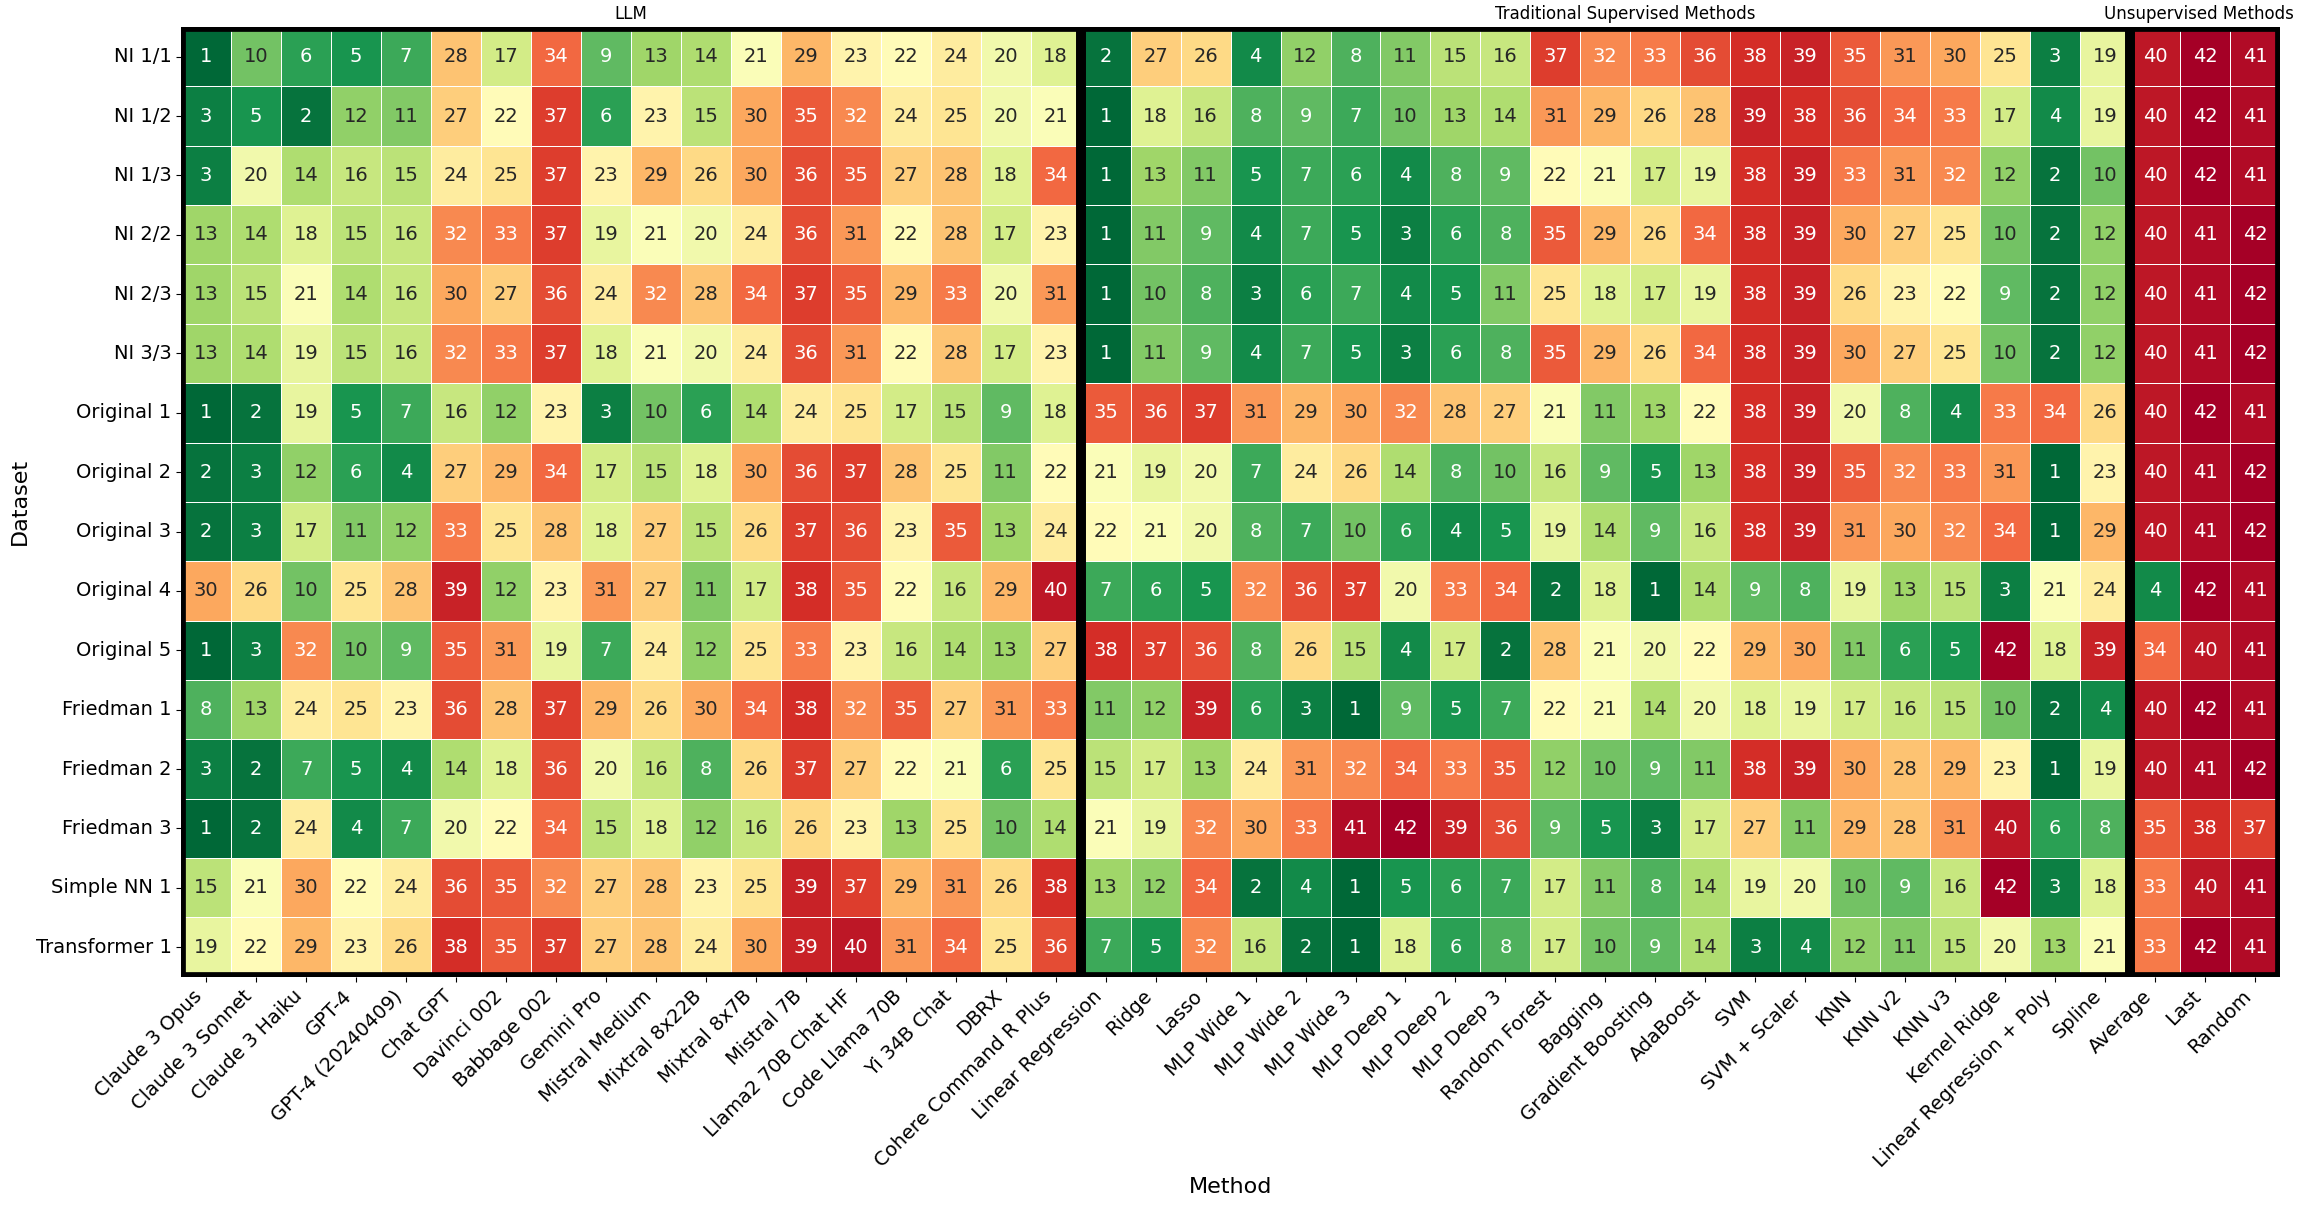 LLM Traditional Supervised Methods Unsupervised Methods
NI 1/1 1 10 6 5 7 28 17 34 9 13 14 21 29 23 22 24 20 18 2 27 26 4 12 8 11 15 16 37 32 33 36 38 39 35 31 30 25 3 19 40 42 41
NI 1/2 3 5 2 12 11 27 22 37 6 23 15 30 35 32 24 25 20 21 1 18 16 8 9 7 10 13 14 31 29 26 28 39 38 36 34 33 17 4 19 40 42 41
NI 1/3 3 20 14 16 15 24 25 37 23 29 26 30 36 35 27 28 18 34 1 13 11 5 7 6 4 8 9 22 21 17 19 38 39 33 31 32 12 2 10 40 42 41
NI 2/2 13 14 18 15 16 32 33 37 19 21 20 24 36 31 22 28 17 23 1 11 9 4 7 5 3 6 8 35 29 26 34 38 39 30 27 25 10 2 12 40 41 42
NI 2/3 13 15 21 14 16 30 27 36 24 32 28 34 37 35 29 33 20 31 1 10 8 3 6 7 4 5 11 25 18 17 19 38 39 26 23 22 9 2 12 40 41 42
NI 3/3 13 14 19 15 16 32 33 37 18 21 20 24 36 31 22 28 17 23 1 11 9 4 7 5 3 6 8 35 29 26 34 38 39 30 27 25 10 2 12 40 41 42
Original 1 1 2 19 5 7 16 12 23 3 10 6 14 24 25 17 15 9 18 35 36 37 31 29 30 32 28 27 21 11 13 22 38 39 20 8 4 33 34 26 40 42 41
Original 2 2 3 12 6 4 27 29 34 17 15 18 30 36 37 28 25 11 22 21 19 20 7 24 26 14 8 10 16 9 5 13 38 39 35 32 33 31 1 23 40 41 42
Original 3 2 3 17 11 12 33 25 28 18 27 15 26 37 36 23 35 13 24 22 21 20 8 7 10 6 4 5 19 14 9 16 38 39 31 30 32 34 1 29 40 41 42
Original 4 30 26 10 25 28 39 12 23 31 27 11 17 38 35 22 16 29 40 7 6 5 32 36 37 20 33 34 2 18 1 14 9 8 19 13 15 3 21 24 4 42 41
Original 5 1 3 32 10 9 35 31 19 7 24 12 25 33 23 16 14 13 27 38 37 36 8 26 15 4 17 2 28 21 20 22 29 30 11 6 5 42 18 39 34 40 41
Friedman 1 8 13 24 25 23 36 28 37 29 26 30 34 38 32 35 27 31 33 11 12 39 6 3 1 9 5 7 22 21 14 20 18 19 17 16 15 10 2 4 40 42 41
Friedman 2 3 2 7 5 4 14 18 36 20 16 8 26 37 27 22 21 6 25 15 17 13 24 31 32 34 33 35 12 10 9 11 38 39 30 28 29 23 1 19 40 41 42
Friedman 3 1 2 24 4 7 20 22 34 15 18 12 16 26 23 13 25 10 14 21 19 32 30 33 41 42 39 36 9 5 3 17 27 11 29 28 31 40 6 8 35 38 37
Simple NN 1 15 21 30 22 24 36 35 32 27 28 23 25 39 37 29 31 26 38 13 12 34 2 4 1 5 6 7 17 11 8 14 19 20 10 9 16 42 3 18 33 40 41
Transformer 1 19 22 29 23 26 38 35 37 27 28 24 30 39 40 31 34 25 36 7 5 32 16 2 1 18 6 8 17 10 9 14 3 4 12 11 15 20 13 21 33 42 41
Dataset
Claude 3 Opus
Claude 3 Sonnet
Claude 3 Haiku
GPT-4
GPT-4 (20240409)
Chat GPT
Davinci 002
Babbage 002
Gemini Pro
Mistral Medium
Mixtral 8x22B
Mixtral 8x7B
Mistral 7B
Llama2 70B Chat HF
Code Llama 70B
Yi 34B Chat
DBRX
Cohere Command R Plus
Linear Regression
Ridge
Lasso
MLP Wide 1
MLP Wide 2
MLP Wide 3
MLP Deep 1
MLP Deep 2
MLP Deep 3
Random Forest
Bagging
Gradient Boosting
AdaBoost
SVM
SVM + Scaler
KNN
KNN v2
KNN v3
Kernel Ridge
Linear Regression + Poly
Spline
Average
Last
Random
Method